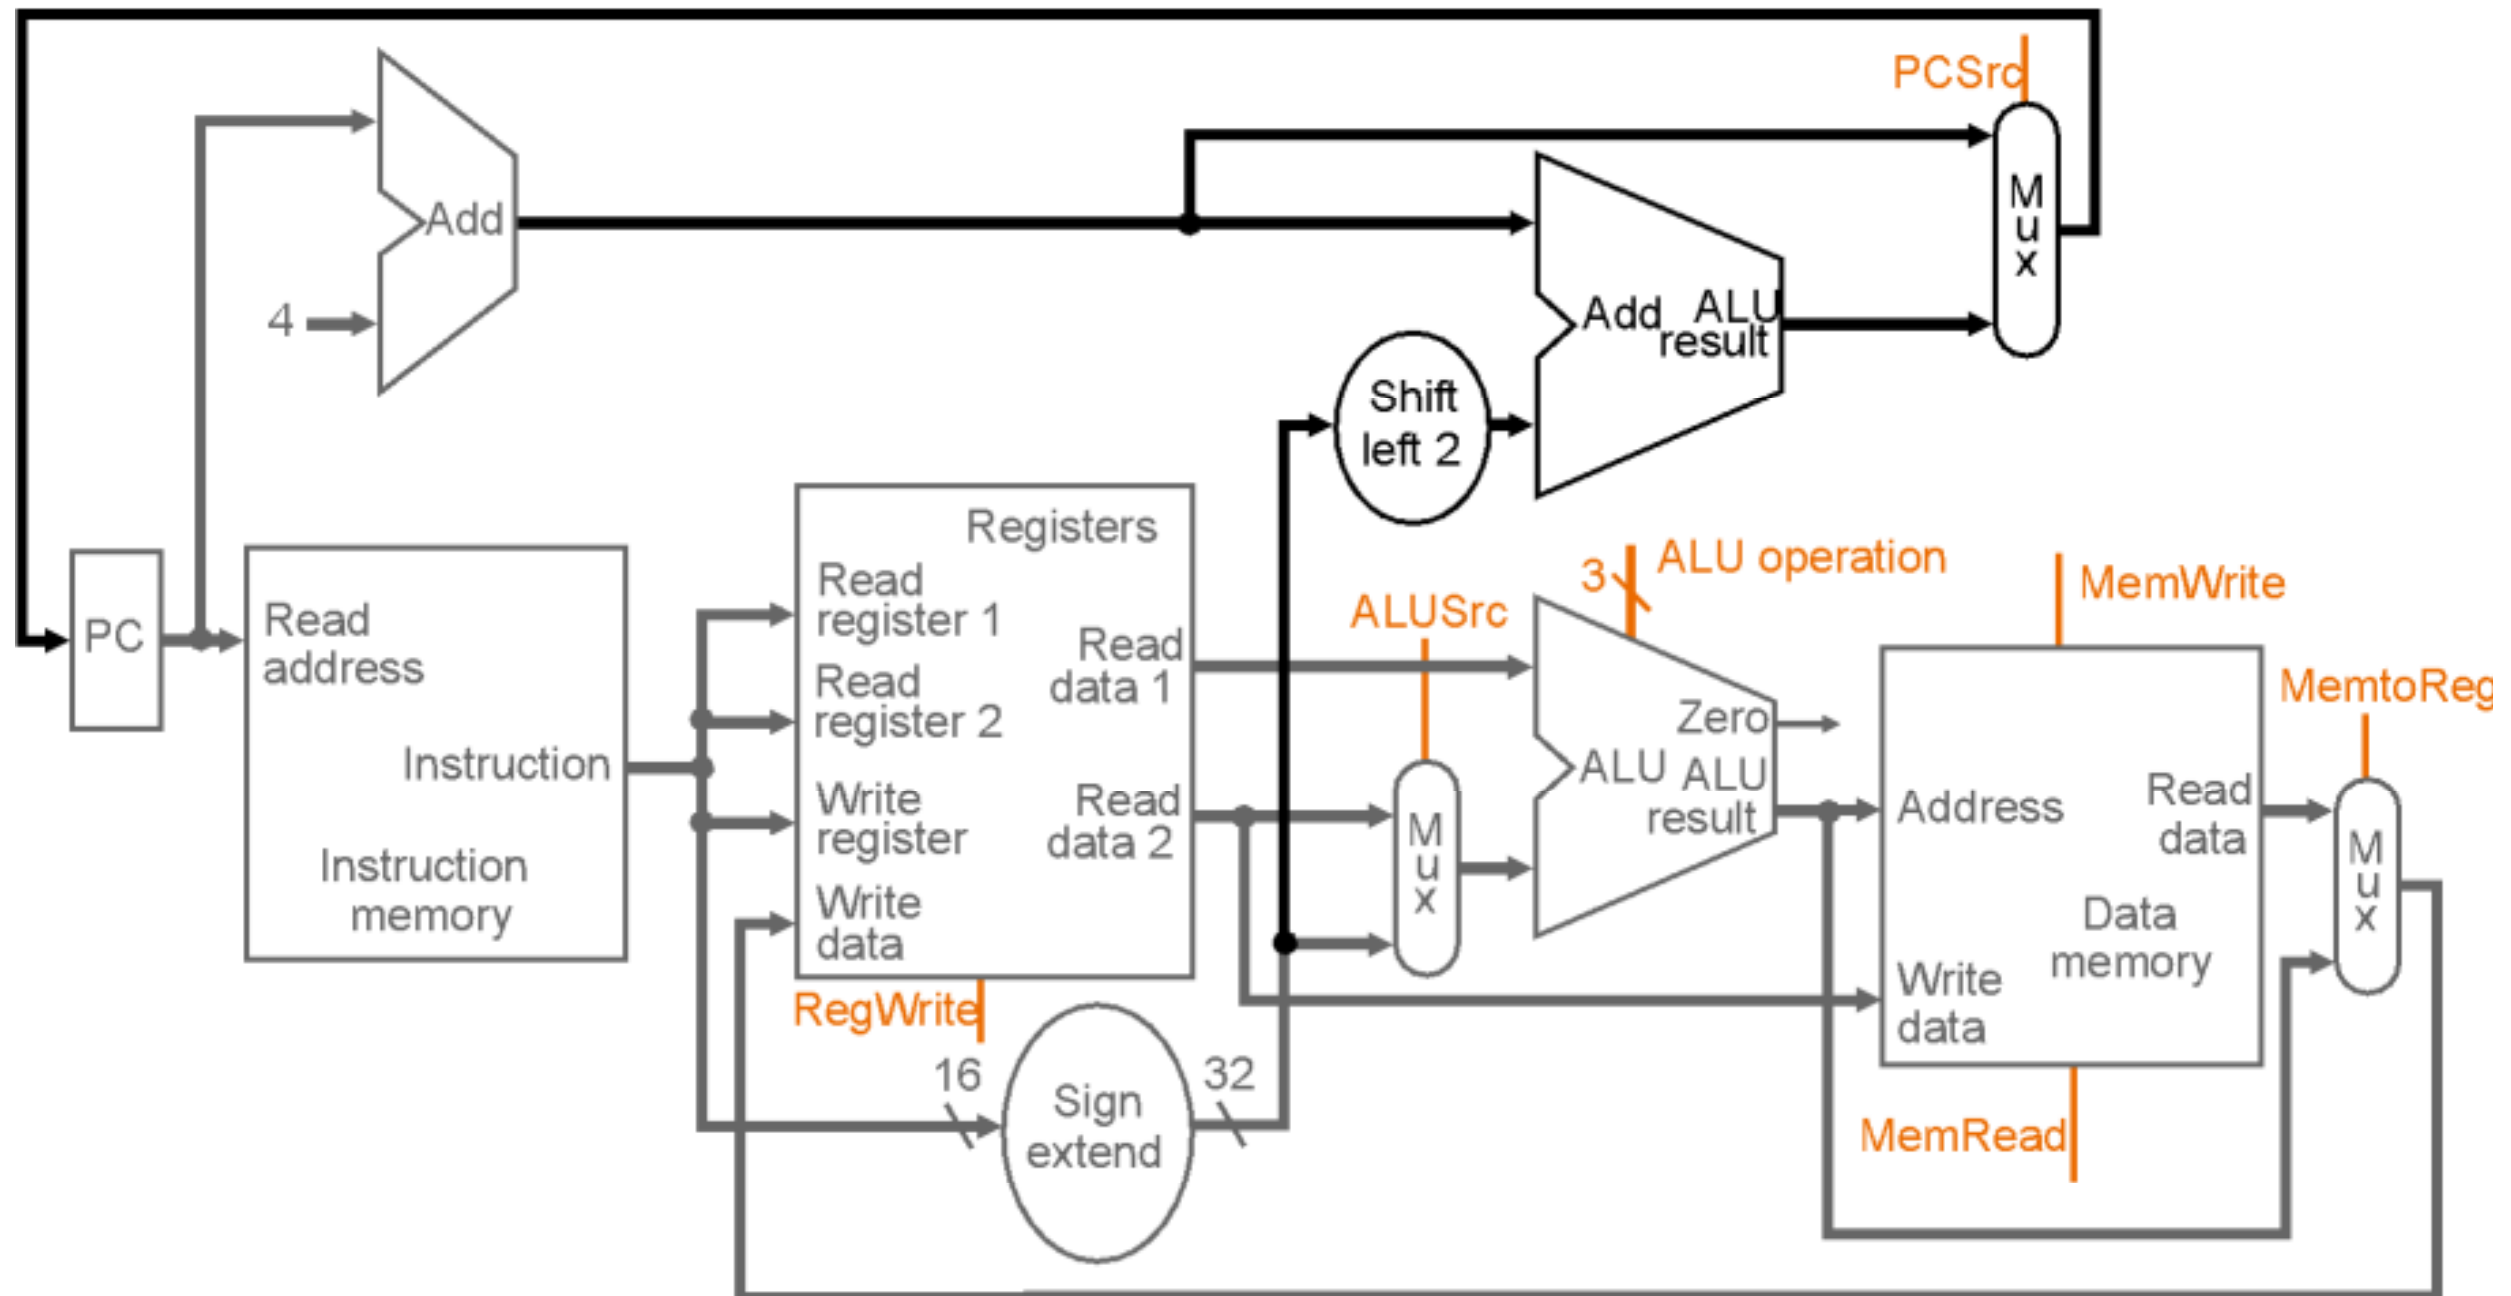 PCSrc
M
u
x
Add
4
Add ALU
result
Shift
left 2
Registers
Read
register 1
Read
register 2
Write
register
Write
data
Read
data 1
Read
data 2
PC
Read
address
Instruction
Instruction
memory
RegWrite
16
Sign
extend
32
ALUSrc
M
u
x
3
ALU operation
Zero
ALU ALU
result
MemWrite
MemtoReg
Address
Read
data
Data
memory
Write
data
MemRead
M
u
x